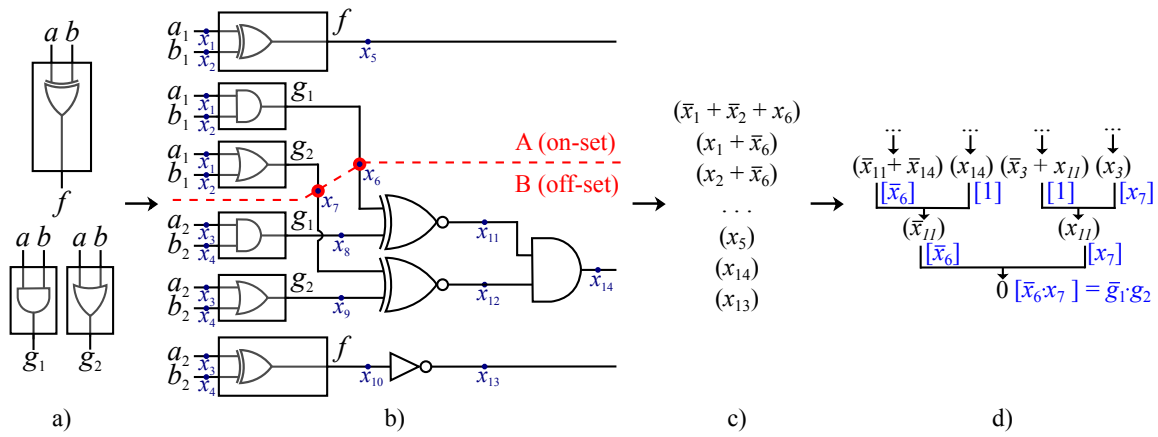 a b
f
a b
a b
g₁
g₂
a)
a₁
x₁
b₁
x₂
f
x₅
a₁
x₁
b₁
x₂
g₁
a₁
x₁
b₁
x₂
g₂
A (on-set)
x₆
B (off-set)
x₇
a₂
x₃
b₂
x₄
g₁
x₈
x₁₁
a₂
x₃
b₂
x₄
g₂
x₉
x₁₂
x₁₄
a₂
x₃
b₂
x₄
f
x₁₀
x₁₃
b)
(x̄₁ + x̄₂ + x₆)
(x₁ + x̄₆)
(x₂ + x̄₆)
...
(x₅)
(x₁₄)
(x₁₃)
c)
... ... ... ...
(x̄₁₁+ x̄₁₄) (x₁₄) (x̄₃ + x₁₁) (x₃)
[x̄₆] [1] [1] [x₇]
(x̄₁₁) (x₁₁)
[x̄₆] [x₇]
0 [x̄₆·x₇ ] = ḡ₁·g₂
d)